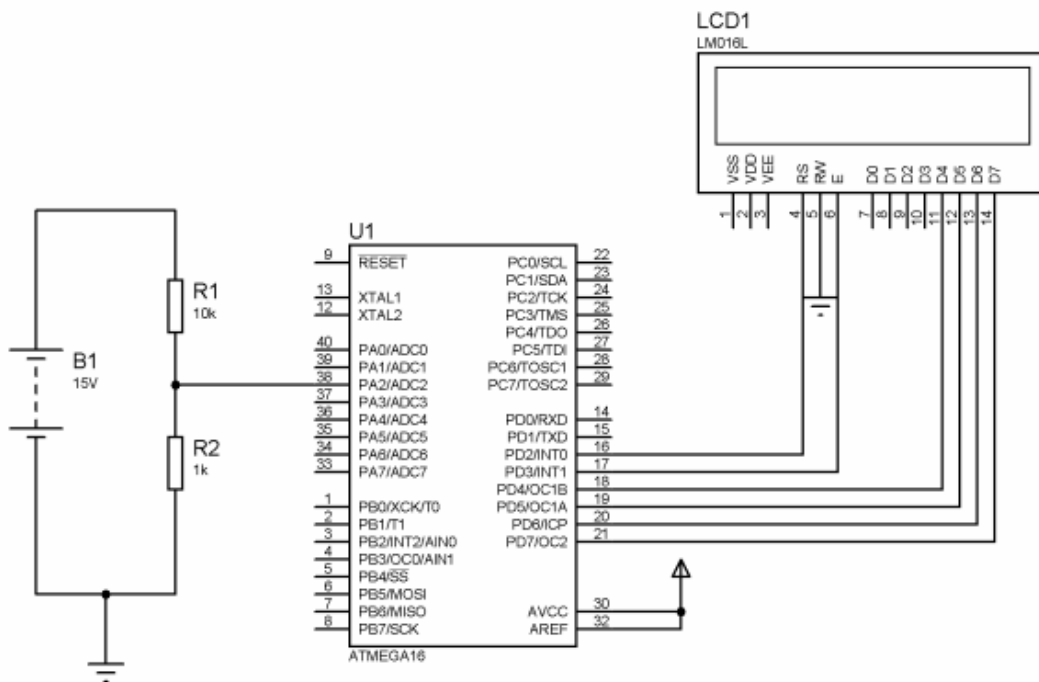 LCD1
LM016L
VSS
VDD
VEE
RS
RW
E
D0
D1
D2
D3
D4
D5
D6
D7
1
2
3
4
5
6
7
8
9
10
11
12
13
14
B1
15V
R1
10k
R2
1k
U1
9 RESET
13 XTAL1
12 XTAL2
40 PA0/ADC0
39 PA1/ADC1
38 PA2/ADC2
37 PA3/ADC3
36 PA4/ADC4
35 PA5/ADC5
34 PA6/ADC6
33 PA7/ADC7
1 PB0/XCK/T0
2 PB1/T1
3 PB2/INT2/AIN0
4 PB3/OC0/AIN1
5 PB4/SS
6 PB5/MOSI
7 PB6/MISO
8 PB7/SCK
PC0/SCL 22
PC1/SDA 23
PC2/TCK 24
PC3/TMS 25
PC4/TDO 26
PC5/TDI 27
PC6/TOSC1 28
PC7/TOSC2 29
PD0/RXD 14
PD1/TXD 15
PD2/INT0 16
PD3/INT1 17
PD4/OC1B 18
PD5/OC1A 19
PD6/ICP 20
PD7/OC2 21
AVCC 30
AREF 32
ATMEGA16